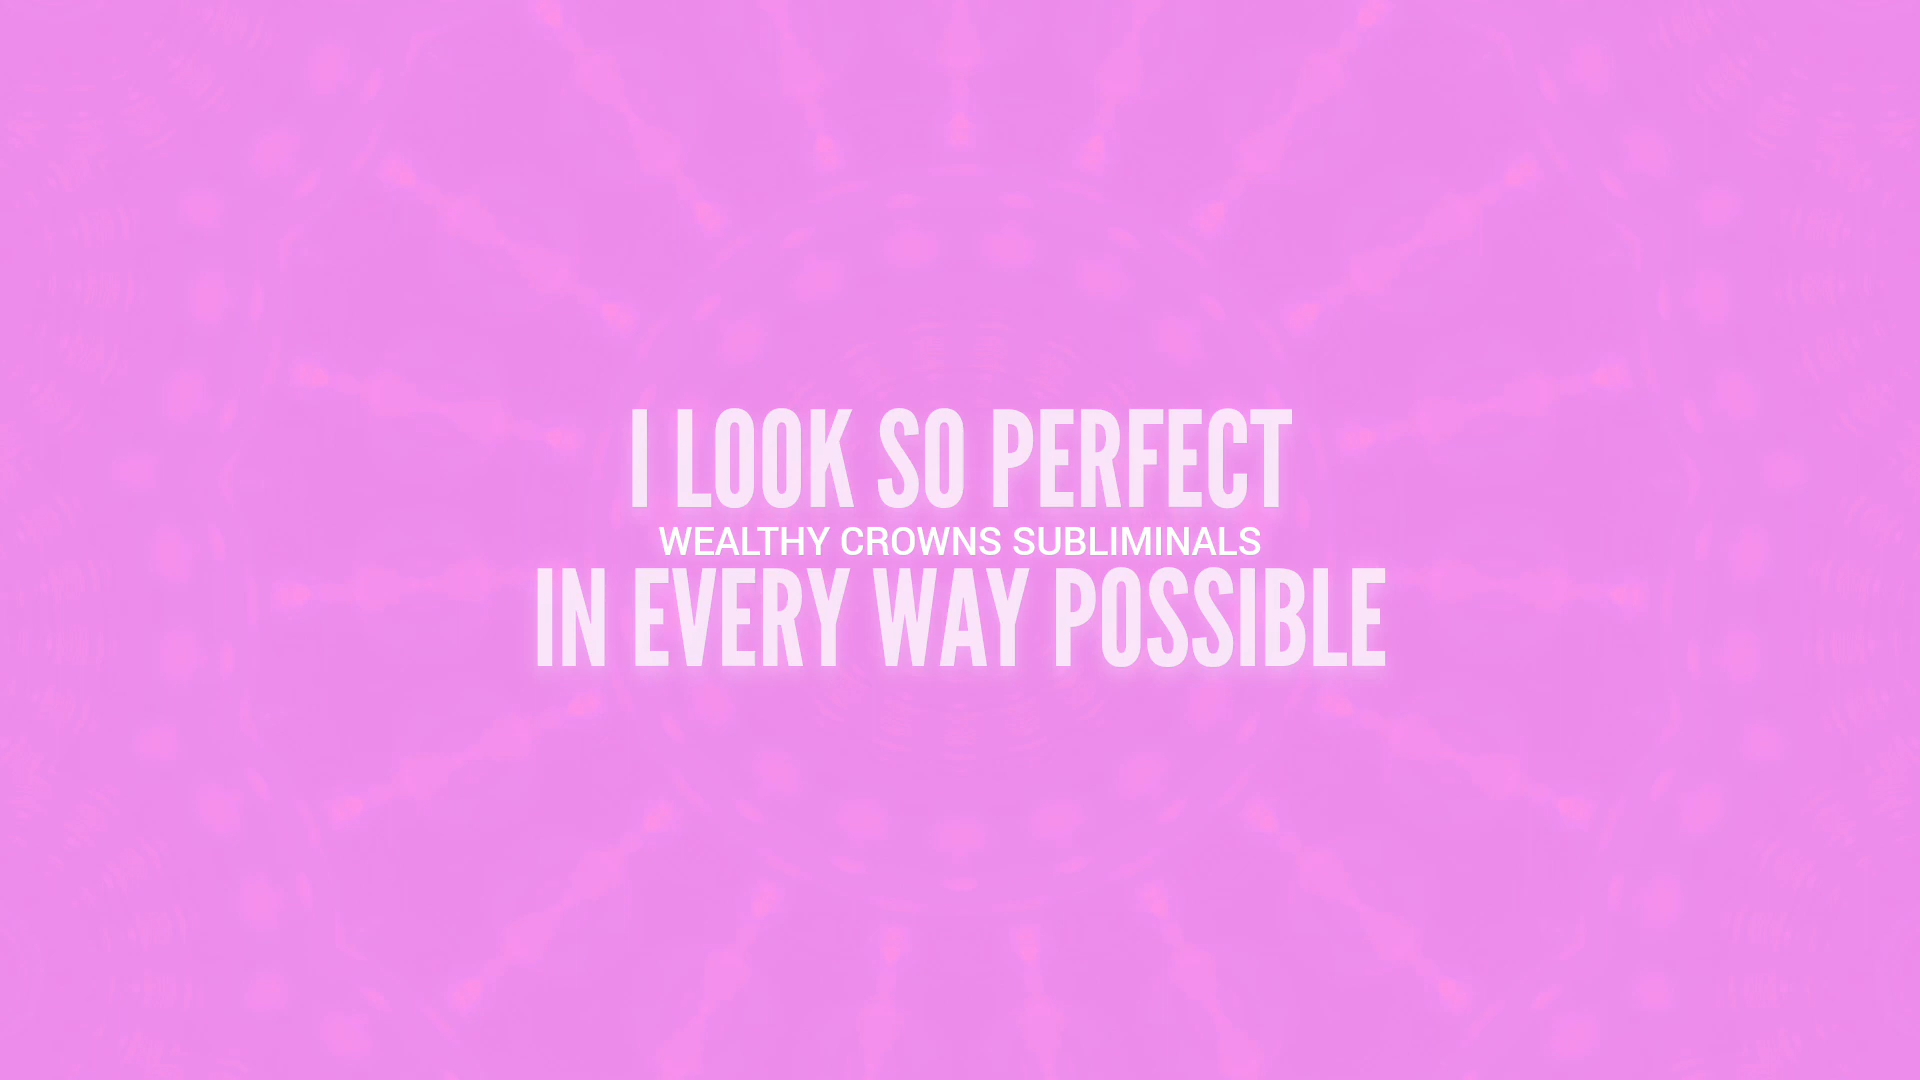 I LOOK SO PERFECT
WEALTHY CROWNS SUBLIMINALS
IN EVERY WAY POSSIBLE